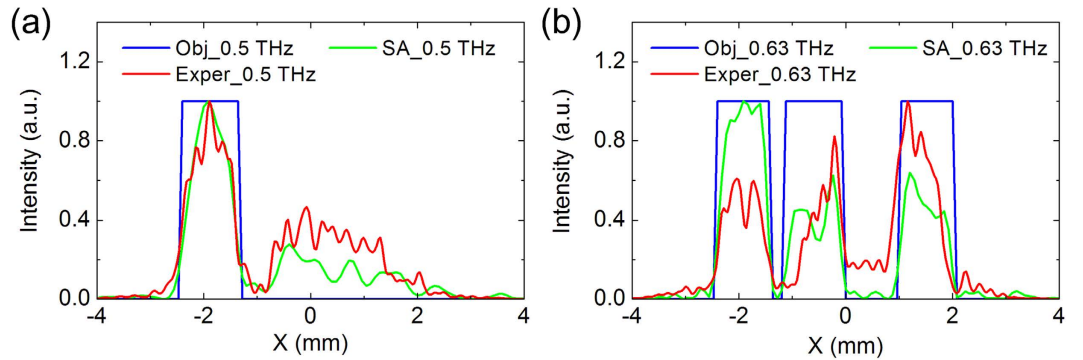 (a)
Obj_0.5 THz
SA_0.5 THz
Exper_0.5 THz
Intensity (a.u.)
1.2
0.8
0.4
0.0
-4
-2
0
2
4
X (mm)
(b)
Obj_0.63 THz
SA_0.63 THz
Exper_0.63 THz
Intensity (a.u.)
1.2
0.8
0.4
0.0
-4
-2
0
2
4
X (mm)